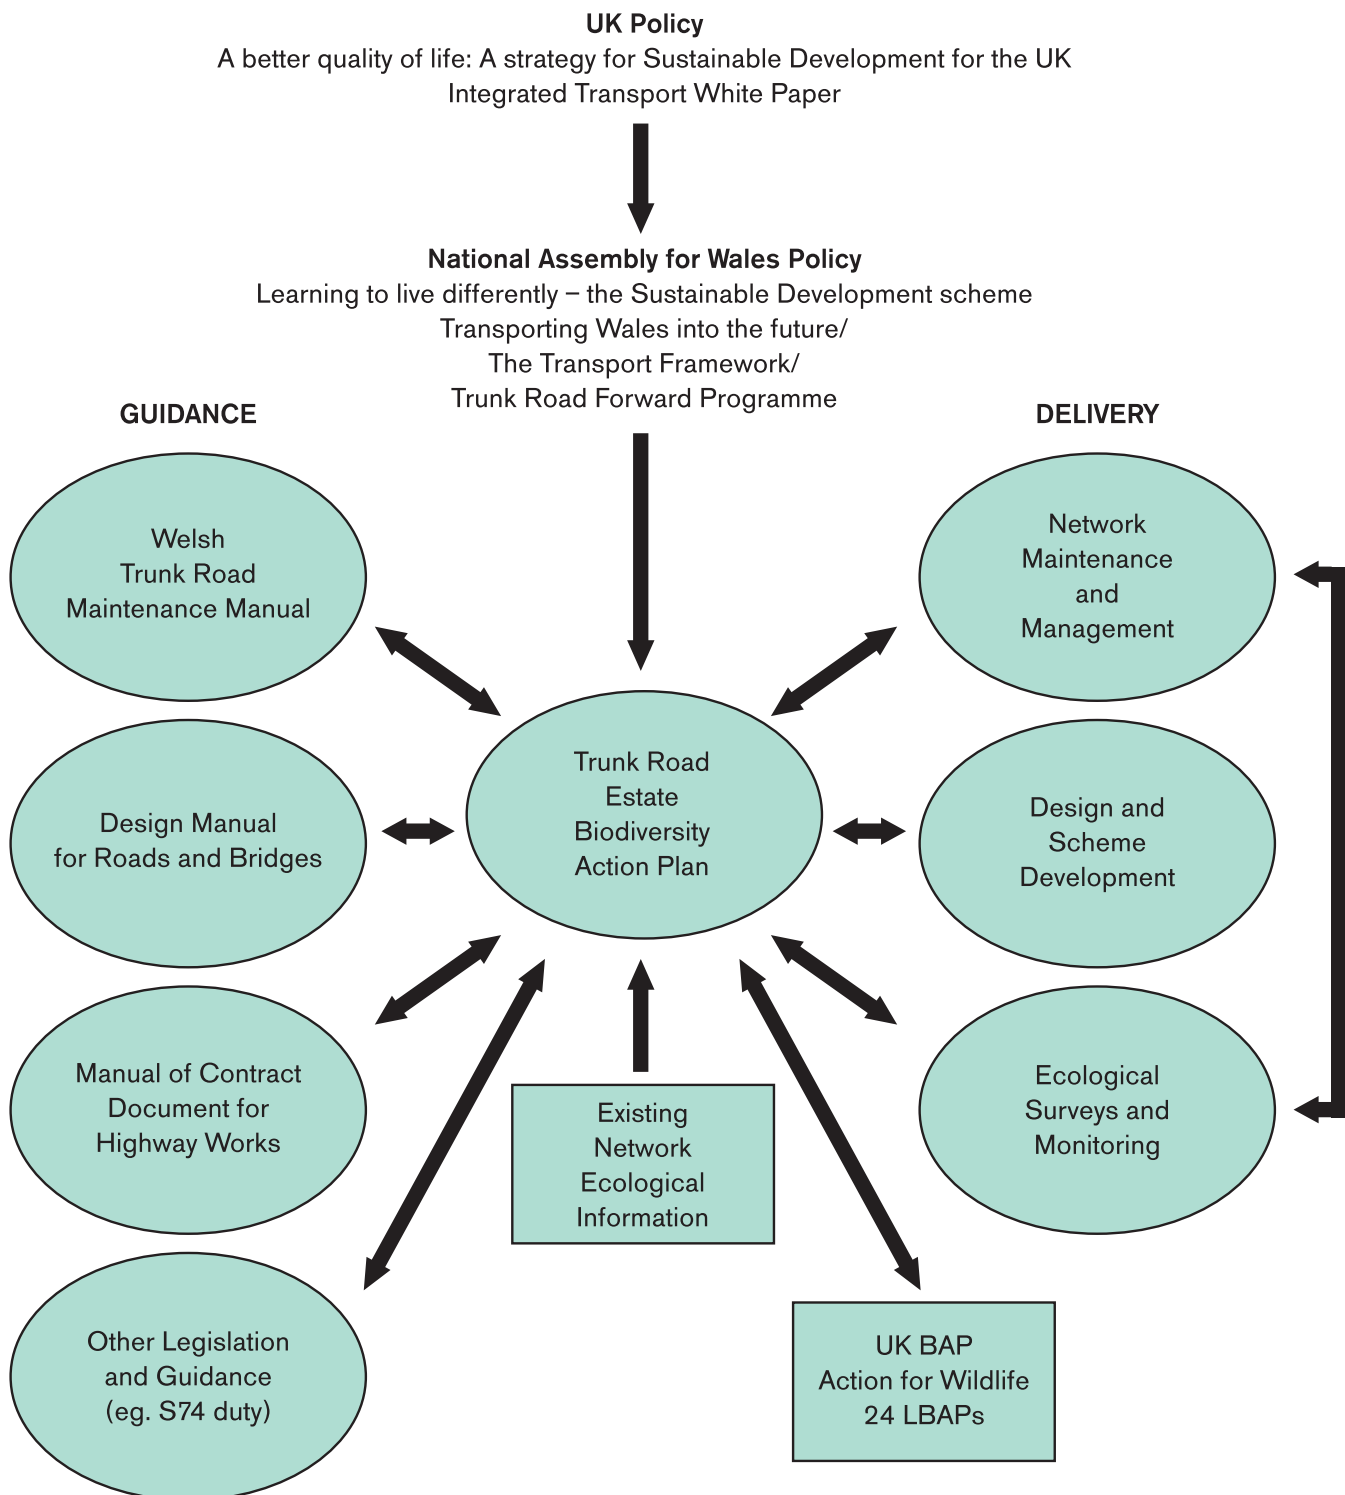 UK Policy
A better quality of life: A strategy for Sustainable Development for the UK
Integrated Transport White Paper
National Assembly for Wales Policy
Learning to live differently – the Sustainable Development scheme
Transporting Wales into the future/
The Transport Framework/
Trunk Road Forward Programme
GUIDANCE
Welsh
Trunk Road
Maintenance Manual
Design Manual
for Roads and Bridges
Manual of Contract
Document for
Highway Works
Other Legislation
and Guidance
(eg. S74 duty)
Trunk Road
Estate
Biodiversity
Action Plan
Existing
Network
Ecological
Information
DELIVERY
Network
Maintenance
and
Management
Design and
Scheme
Development
Ecological
Surveys and
Monitoring
UK BAP
Action for Wildlife
24 LBAPs